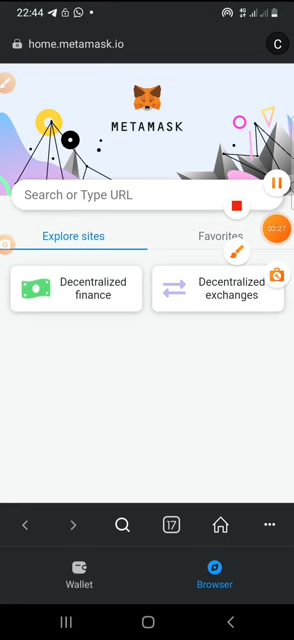 22:44
home.metamask.io
C
METAMASK
Search or Type URL
Explore sites
Favorites
02:27
Decentralized
finance
Decentralized
exchanges
17
Wallet
Browser